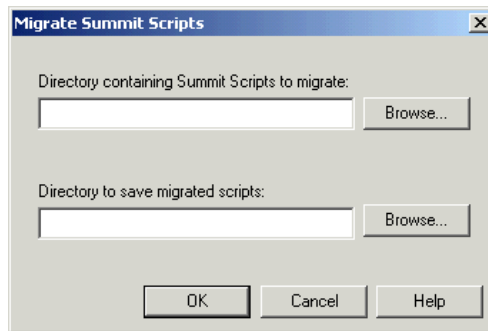 Migrate Summit Scripts
Directory containing Summit Scripts to migrate:
Browse...
Directory to save migrated scripts:
Browse...
OK Cancel Help